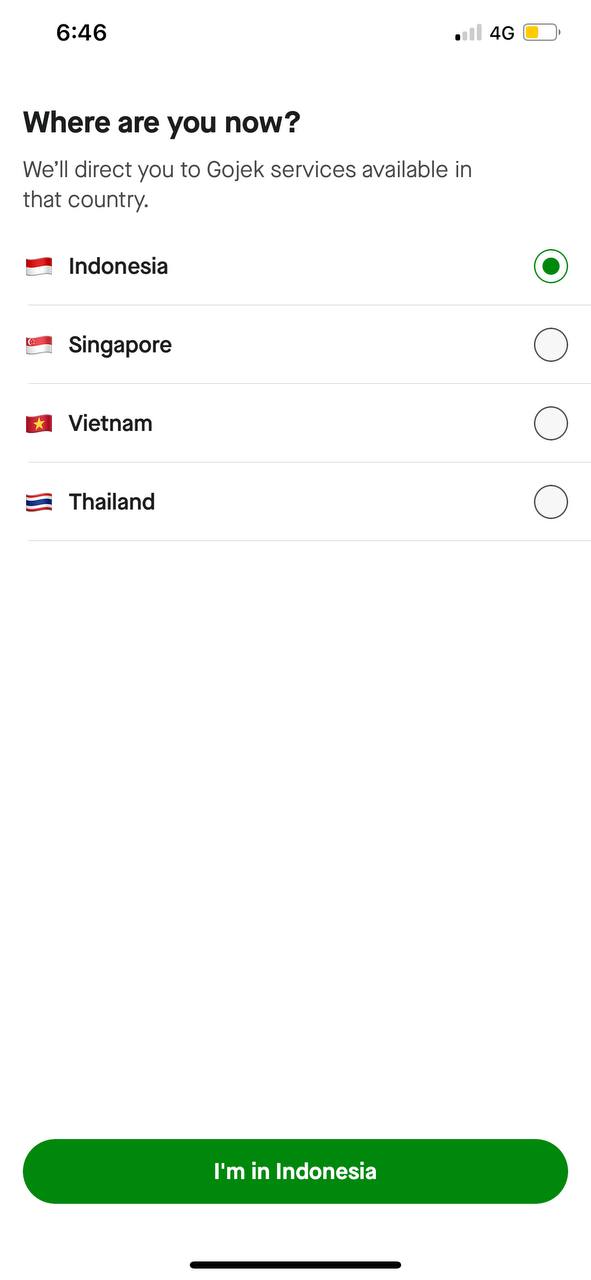 6:46
4G
Where are you now?
We’ll direct you to Gojek services available in
that country.
Indonesia
Singapore
Vietnam
Thailand
I'm in Indonesia